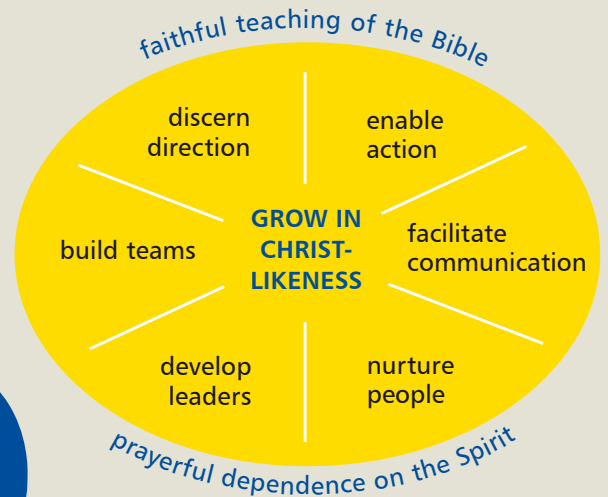 faithful teaching of the Bible
discern
direction
enable
action
build teams
GROW IN
CHRIST-
LIKENESS
facilitate
communication
develop
leaders
nurture
people
prayerful dependence on the Spirit